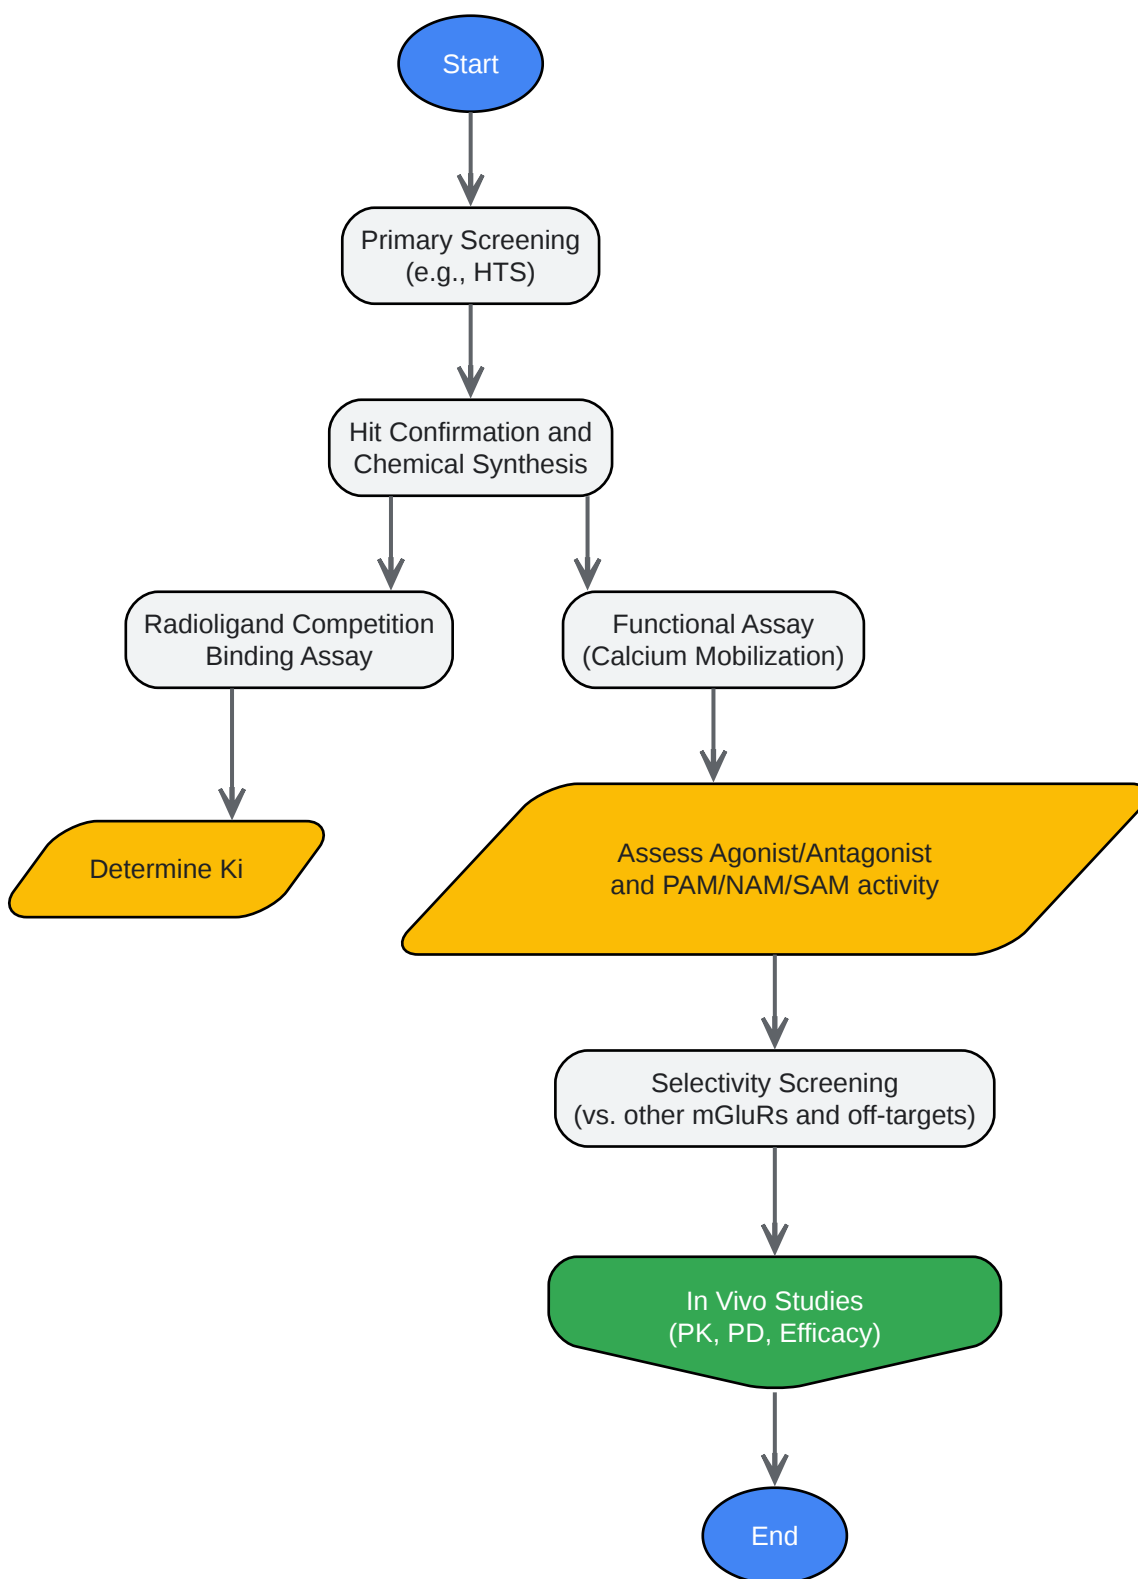 Start
Primary Screening
(e.g., HTS)
Hit Confirmation and
Chemical Synthesis
Radioligand Competition
Binding Assay
Functional Assay
(Calcium Mobilization)
Determine Ki
Assess Agonist/Antagonist
and PAM/NAM/SAM activity
Selectivity Screening
(vs. other mGluRs and off-targets)
In Vivo Studies
(PK, PD, Efficacy)
End